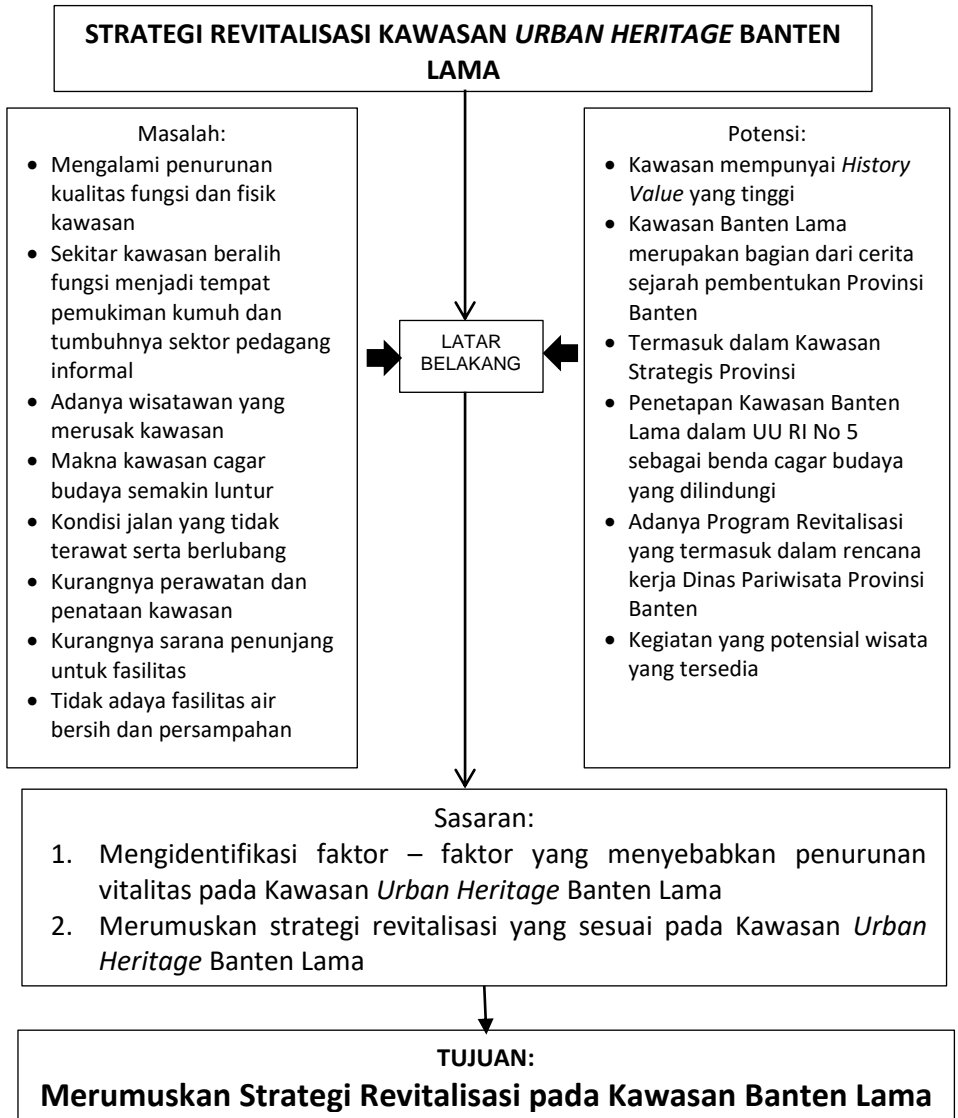 STRATEGI REVITALISASI KAWASAN URBAN HERITAGE BANTEN
LAMA
Masalah:
• Mengalami penurunan
kualitas fungsi dan fisik
kawasan
• Sekitar kawasan beralih
fungsi menjadi tempat
pemukiman kumuh dan
tumbuhnya sektor pedagang
informal
• Adanya wisatawan yang
merusak kawasan
• Makna kawasan cagar
budaya semakin luntur
• Kondisi jalan yang tidak
terawat serta berlubang
• Kurangnya perawatan dan
penataan kawasan
• Kurangnya sarana penunjang
untuk fasilitas
• Tidak adaya fasilitas air
bersih dan persampahan
LATAR
BELAKANG
Potensi:
• Kawasan mempunyai History
Value yang tinggi
• Kawasan Banten Lama
merupakan bagian dari cerita
sejarah pembentukan Provinsi
Banten
• Termasuk dalam Kawasan
Strategis Provinsi
• Penetapan Kawasan Banten
Lama dalam UU RI No 5
sebagai benda cagar budaya
yang dilindungi
• Adanya Program Revitalisasi
yang termasuk dalam rencana
kerja Dinas Pariwisata Provinsi
Banten
• Kegiatan yang potensial wisata
yang tersedia
Sasaran:
1. Mengidentifikasi faktor – faktor yang menyebabkan penurunan
vitalitas pada Kawasan Urban Heritage Banten Lama
2. Merumuskan strategi revitalisasi yang sesuai pada Kawasan Urban
Heritage Banten Lama
TUJUAN:
Merumuskan Strategi Revitalisasi pada Kawasan Banten Lama